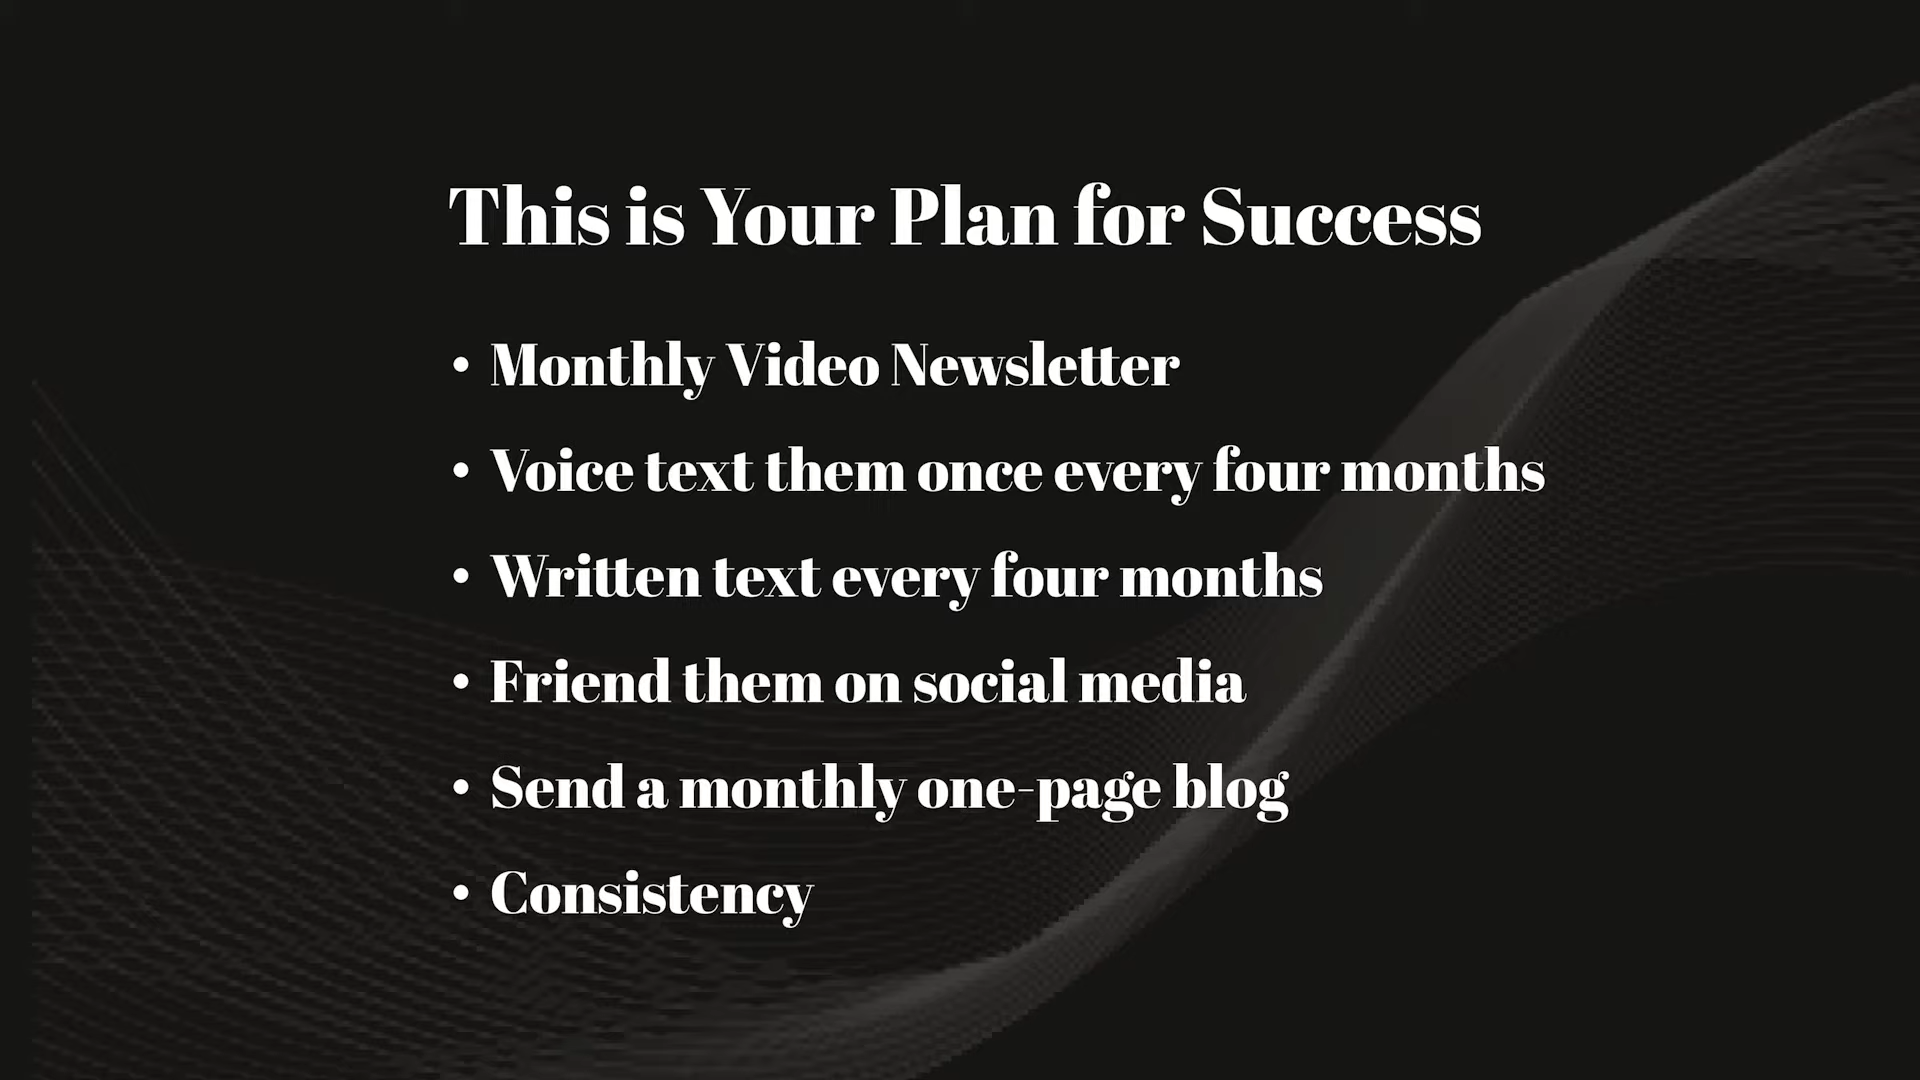 This is Your Plan for Success
• Monthly Video Newsletter
• Voice text them once every four months
• Written text every four months
• Friend them on social media
• Send a monthly one-page blog
• Consistency